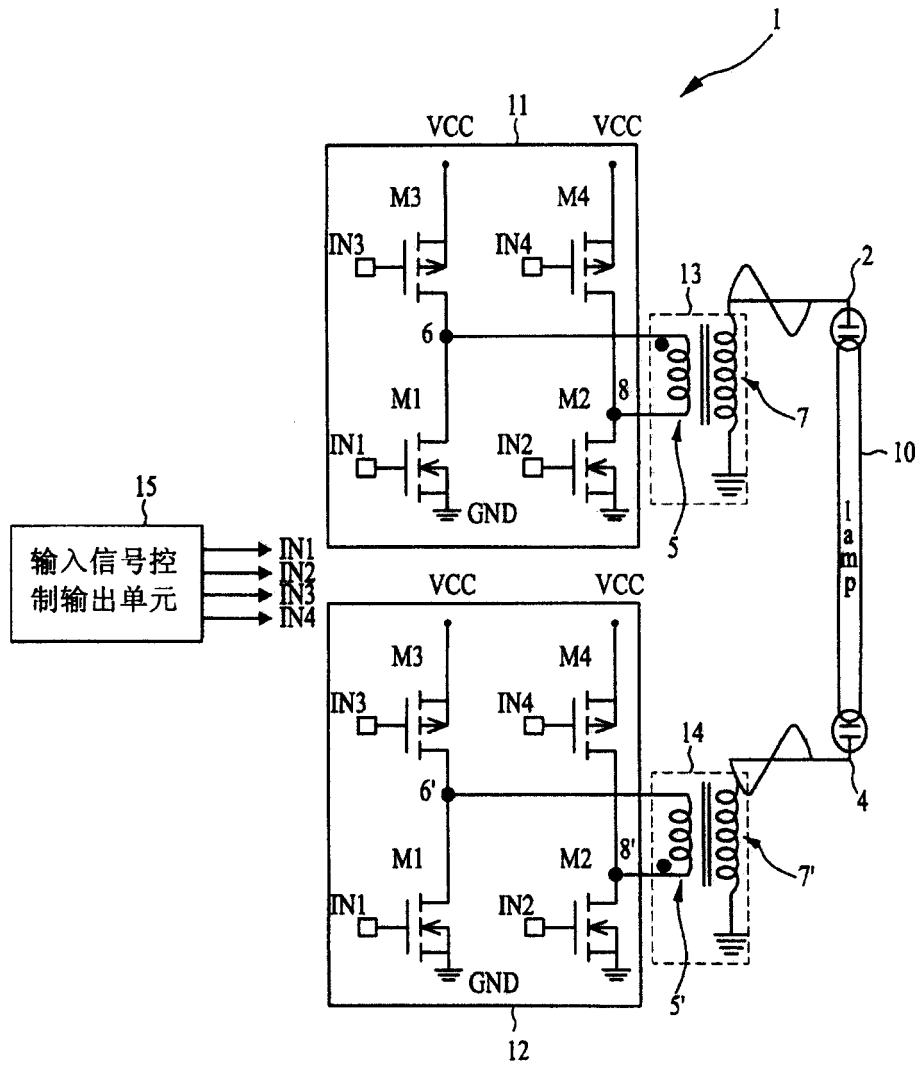 1
11
VCC
VCC
M3
M4
IN3
IN4
2
13
6
8
M1
M2
7
IN1
IN2
10
GND
5
15
输入信号控
制输出单元
IN1
IN2
IN3
IN4
lamp
VCC
VCC
M3
M4
IN3
IN4
14
4
6'
8'
M1
M2
7'
IN1
IN2
GND
5'
12